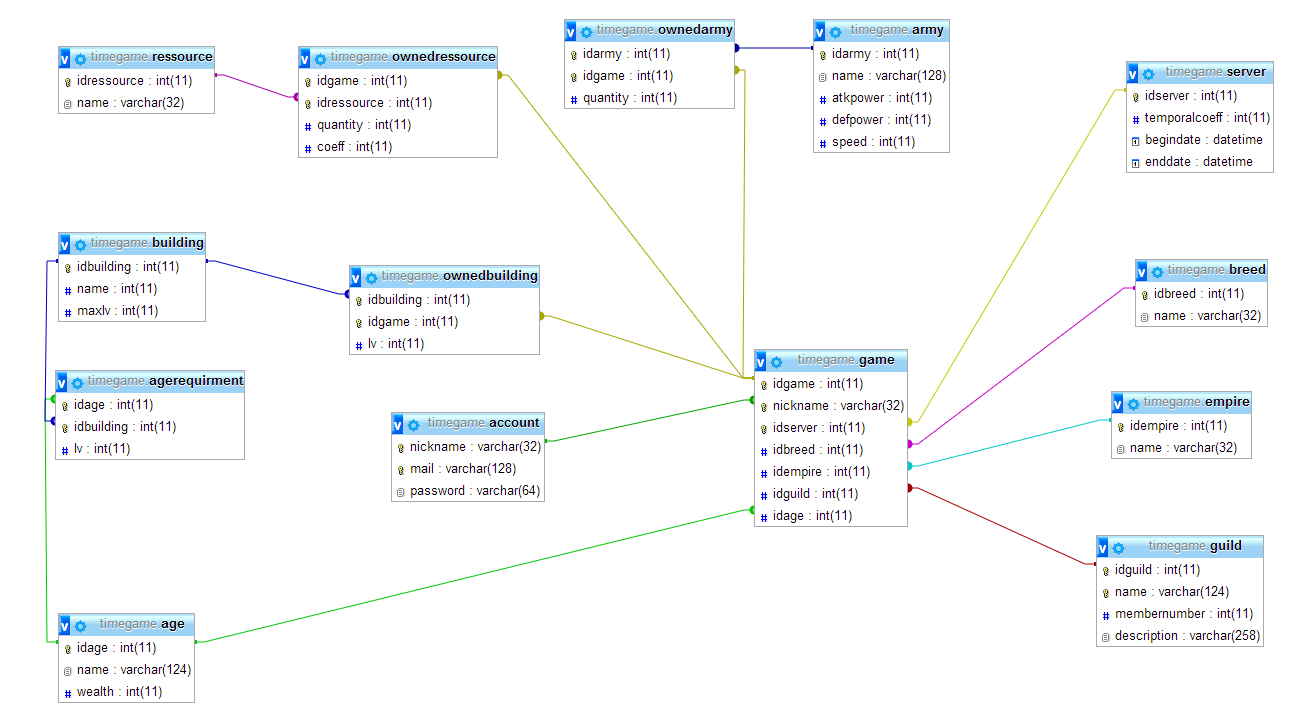 timegame.ressource
idressource : int(11)
name : varchar(32)
timegame.ownedressource
idgame : int(11)
idressource : int(11)
quantity : int(11)
coeff : int(11)
timegame.ownedarmy
idarmy : int(11)
idgame : int(11)
quantity : int(11)
timegame.army
idarmy : int(11)
name : varchar(128)
atkpower : int(11)
defpower : int(11)
speed : int(11)
timegame.server
idserver : int(11)
temporalcoeff : int(11)
begindate : datetime
enddate : datetime
timegame.building
idbuilding : int(11)
name : int(11)
maxlv : int(11)
timegame.ownedbuilding
idbuilding : int(11)
idgame : int(11)
lv : int(11)
timegame.breed
idbreed : int(11)
name : varchar(32)
timegame.agerequirment
idage : int(11)
idbuilding : int(11)
lv : int(11)
timegame.account
nickname : varchar(32)
mail : varchar(128)
password : varchar(64)
timegame.game
idgame : int(11)
nickname : varchar(32)
idserver : int(11)
idbreed : int(11)
idempire : int(11)
idguild : int(11)
idage : int(11)
timegame.empire
idempire : int(11)
name : varchar(32)
timegame.guild
idguild : int(11)
name : varchar(124)
membernumber : int(11)
description : varchar(258)
timegame.age
idage : int(11)
name : varchar(124)
wealth : int(11)